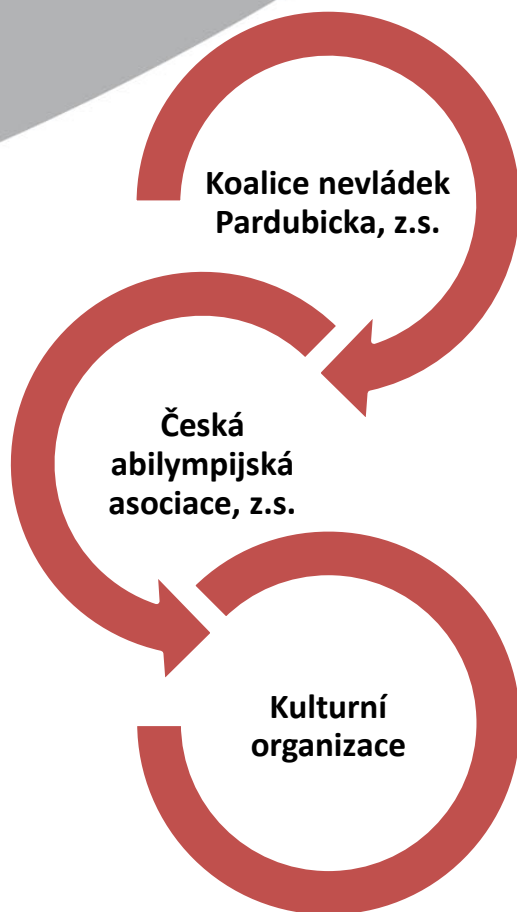 Koalice nevládek
Pardubicka, z.s.
Česká
abilympijská
asociace, z.s.
Kulturní
organizace